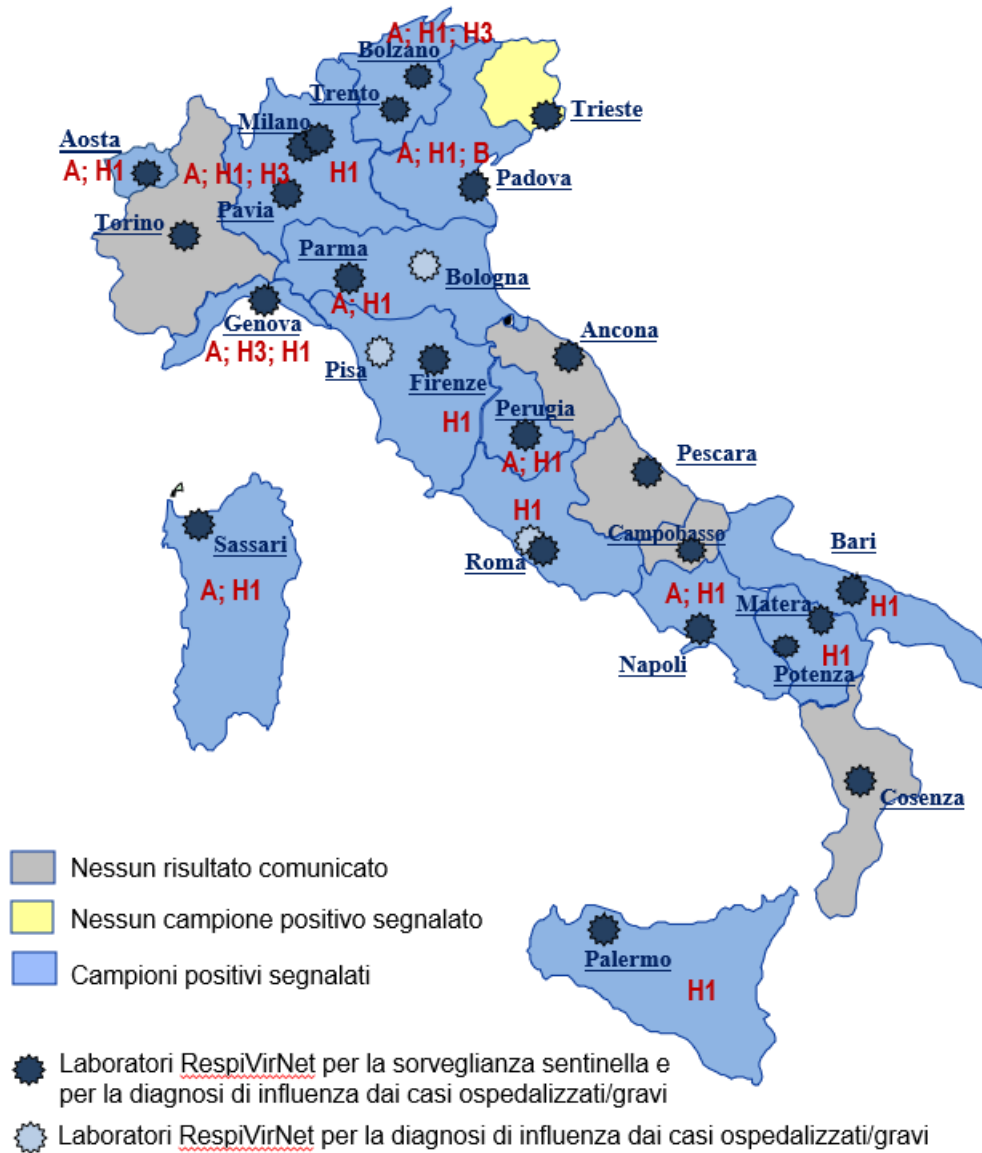 A; H1; H3
Bolzano
Trento
Trieste
Milano
Aosta
A; H1
A; H1; H3
H1
A; H1; B
Padova
Pavia
Torino
Parma
Bologna
A; H1
Genova
A; H3; H1
Ancona
Pisa
Firenze
H1
Perugia
A; H1
Pescara
H1
Roma
Campobasso
Sassari
A; H1
Bari
A; H1
Matera
H1
Napoli
H1
Potenza
Cosenza
Nessun risultato comunicato
Nessun campione positivo segnalato
Campioni positivi segnalati
Palermo
H1
Laboratori RespiVirNet per la sorveglianza sentinella e
per la diagnosi di influenza dai casi ospedalizzati/gravi
Laboratori RespiVirNet per la diagnosi di influenza dai casi ospedalizzati/gravi